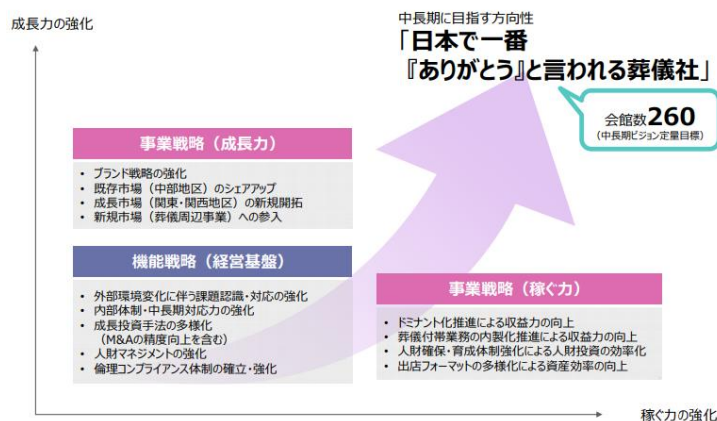 成長力の強化
中長期に目指す方向性
「日本で一番
『ありがとう』と言われる葬儀社」
会館数260
（中長期ビジョン定量目標）
事業戦略（成長力）
• ブランド戦略の強化
• 既存市場（中部地区）のシェアアップ
• 成長市場（関東・関西地区）の新規開拓
• 新規市場（葬儀周辺事業）への参入
機能戦略（経営基盤）
• 外部環境変化に伴う課題認識・対応の強化
• 内部体制・中長期対応力の強化
• 成長投資手法の多様化
（M&Aの精度向上を含む）
• 人財マネジメントの強化
• 倫理コンプライアンス体制の確立・強化
事業戦略（稼ぐ力）
• ドミナント化推進による収益力の向上
• 葬儀付帯業務の内製化推進による収益力の向上
• 人財確保・育成体制強化による人財投資の効率化
• 出店フォーマットの多様化による資産効率の向上
稼ぐ力の強化